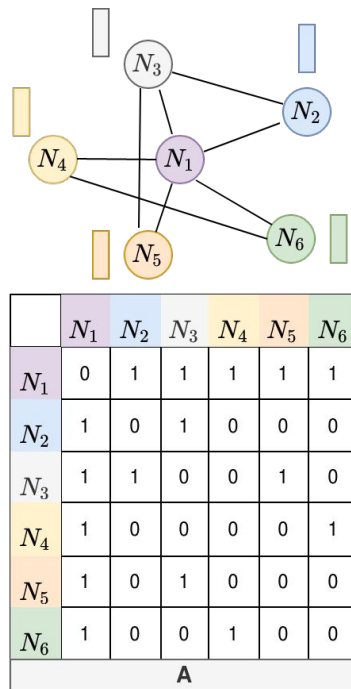 N₃
N₂
N₄ N₁
N₅ N₆
N₁ N₂ N₃ N₄ N₅ N₆
N₁ 0 1 1 1 1 1
N₂ 1 0 1 0 0 0
N₃ 1 1 0 0 1 0
N₄ 1 0 0 0 0 1
N₅ 1 0 1 0 0 0
N₆ 1 0 0 1 0 0
A